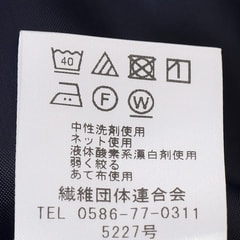 40
F W
中性洗剤使用
ネット使用
液体酸素系漂白剤使用
弱く絞る
あて布使用
繊維団体連合会
TEL 0586-77-0311
5227号